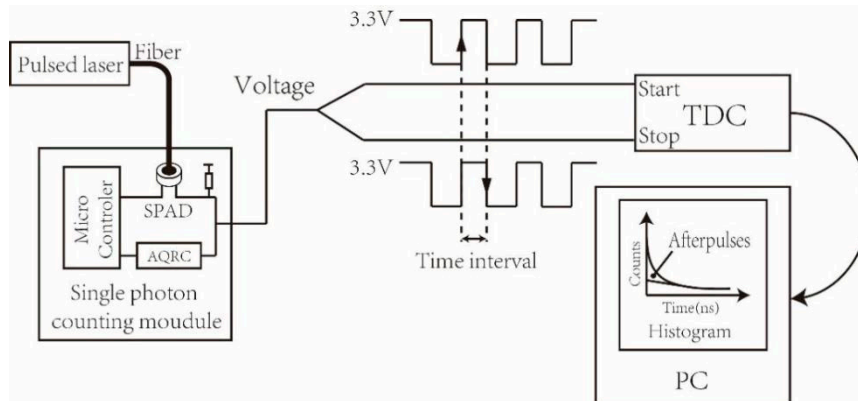 Pulsed laser
Fiber
3.3V
Voltage
Start
TDC
Stop
3.3V
Time interval
Micro
Controler
SPAD
AQRC
Single photon
counting moudule
Counts
Afterpulses
Time(ns)
Histogram
PC